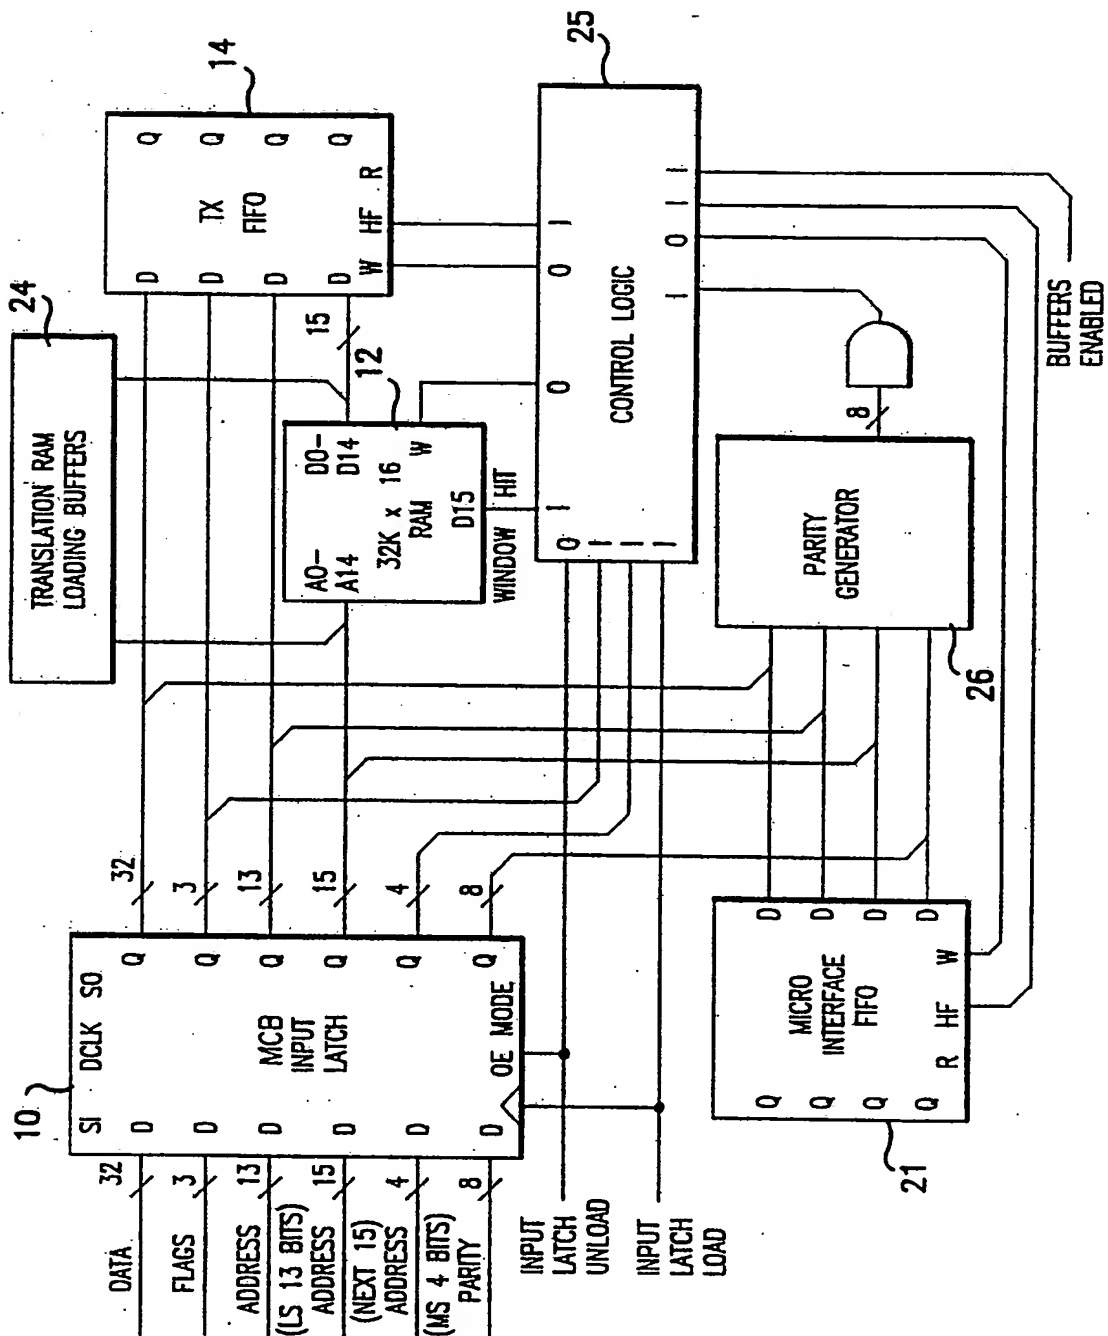 10
SI DCLK SO
D Q
D Q
D Q
D Q
D Q
D Q
MCB
INPUT
LATCH
OE MODE
DATA
FLAGS
ADDRESS
(LS 13 BITS)
ADDRESS
(NEXT 15)
ADDRESS
(MS 4 BITS)
PARITY
32
3
13
15
4
8
32
3
13
15
4
8
INPUT
LATCH
UNLOAD
INPUT
LATCH
LOAD
TRANSLATION RAM
LOADING BUFFERS
24
A0-
A14
D0-
D14
32K x 16
RAM
W
D15
12
15
WINDOW HIT
TX
FIFO
D Q
D Q
D Q
D Q
W HF R
14
CONTROL LOGIC
25
O I O O I
I
I
I
I O I I
PARITY
GENERATOR
26
8
MICRO
INTERFACE
FIFO
Q D
Q D
Q D
Q D
R HF W
21
BUFFERS
ENABLED